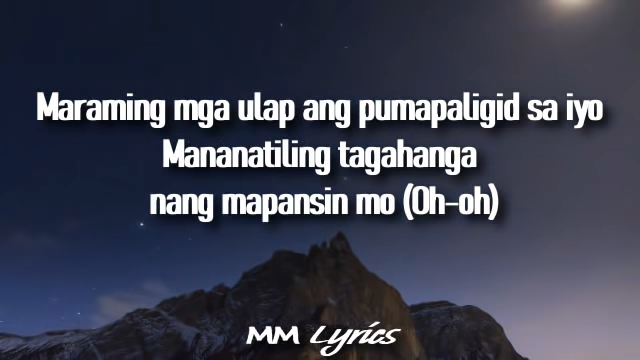 Maraming mga ulap ang pumapaligid sa iyo
Mananatiling tagahanga
nang mapansin mo (Oh-oh)
MM Lyrics